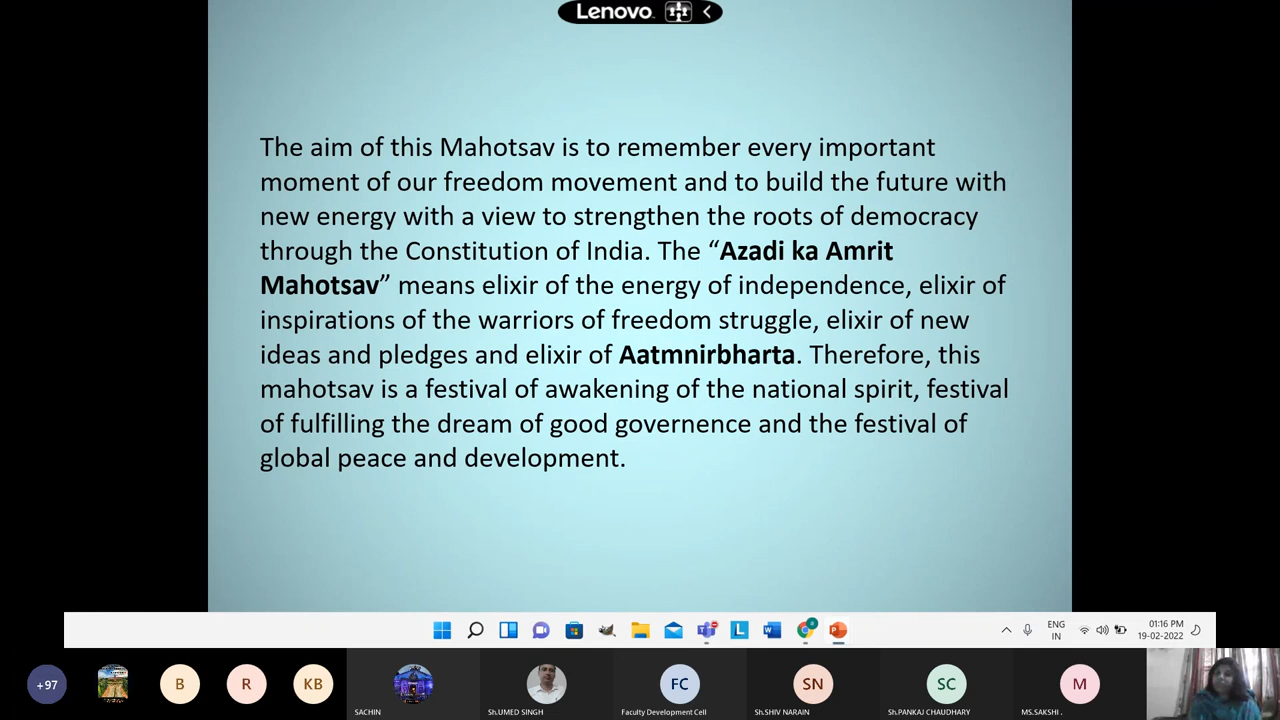 Lenovo
The aim of this Mahotsav is to remember every important
moment of our freedom movement and to build the future with
new energy with a view to strengthen the roots of democracy
through the Constitution of India. The “Azadi ka Amrit
Mahotsav” means elixir of the energy of independence, elixir of
inspirations of the warriors of freedom struggle, elixir of new
ideas and pledges and elixir of Aatmnirbharta. Therefore, this
mahotsav is a festival of awakening of the national spirit, festival
of fulfilling the dream of good governence and the festival of
global peace and development.
ENG
IN
01:16 PM
19-02-2022
+97
B
R
KB
FC
SN
SC
M
SACHIN
Sh.UMED SINGH
Faculty Development Cell
Sh.SHIV NARAIN
Sh.PANKAJ CHAUDHARY
MS.SAKSHI .